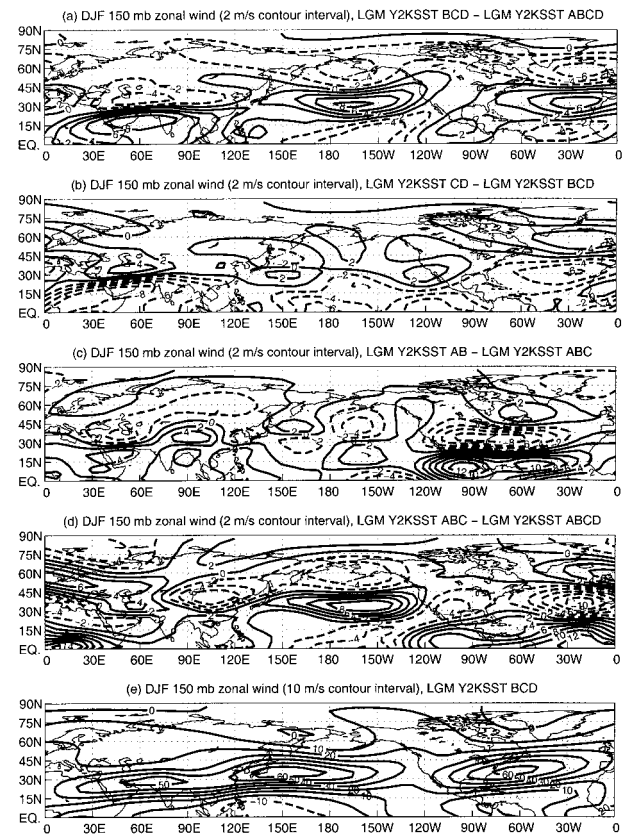 (a) DJF 150 mb zonal wind (2 m/s contour interval), LGM Y2KSST BCD – LGM Y2KSST ABCD
90N
75N
60N
45N
30N
15N
EQ.
0 30E 60E 90E 120E 150E 180 150W 120W 90W 60W 30W 0
(b) DJF 150 mb zonal wind (2 m/s contour interval), LGM Y2KSST CD – LGM Y2KSST BCD
90N
75N
60N
45N
30N
15N
EQ.
0 30E 60E 90E 120E 150E 180 150W 120W 90W 60W 30W 0
(c) DJF 150 mb zonal wind (2 m/s contour interval), LGM Y2KSST AB – LGM Y2KSST ABC
90N
75N
60N
45N
30N
15N
EQ.
0 30E 60E 90E 120E 150E 180 150W 120W 90W 60W 30W 0
(d) DJF 150 mb zonal wind (2 m/s contour interval), LGM Y2KSST ABC – LGM Y2KSST ABCD
90N
75N
60N
45N
30N
15N
EQ.
0 30E 60E 90E 120E 150E 180 150W 120W 90W 60W 30W 0
(e) DJF 150 mb zonal wind (10 m/s contour interval), LGM Y2KSST BCD
90N
75N
60N
45N
30N
15N
EQ.
0 30E 60E 90E 120E 150E 180 150W 120W 90W 60W 30W 0